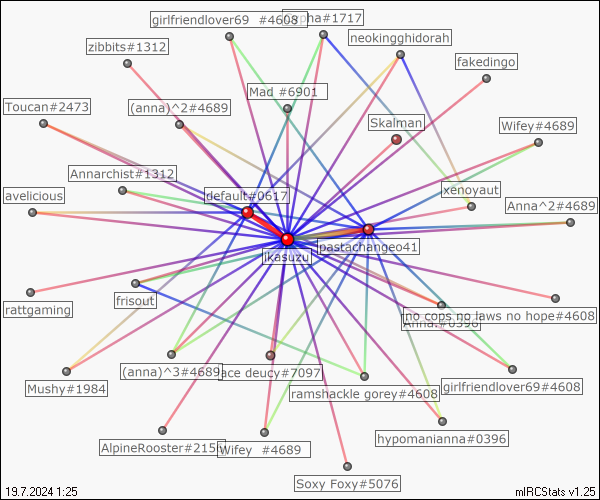 girlfriendlover69 #4608
pha#1717
neokingghidorah
zibbits#1312
fakedingo
Mad #6901
Toucan#2473
(anna)^2#4689
Skalman
Wifey#4689
Annarchist#1312
xenoyaut
avelicious
default#0617
Anna^2#4689
pastachangeo41
ikasuzu
rattgaming
frisout
no cops no laws no hope#4608
Anna.#0396
(anna)^3#4689
ace deucy#7097
Mushy#1984
ramshackle gorey#4608
girlfriendlover69#4608
AlpineRooster#215
Wifey #4689
hypomanianna#0396
Soxy Foxy#5076
19.7.2024 1:25
mIRCStats v1.25